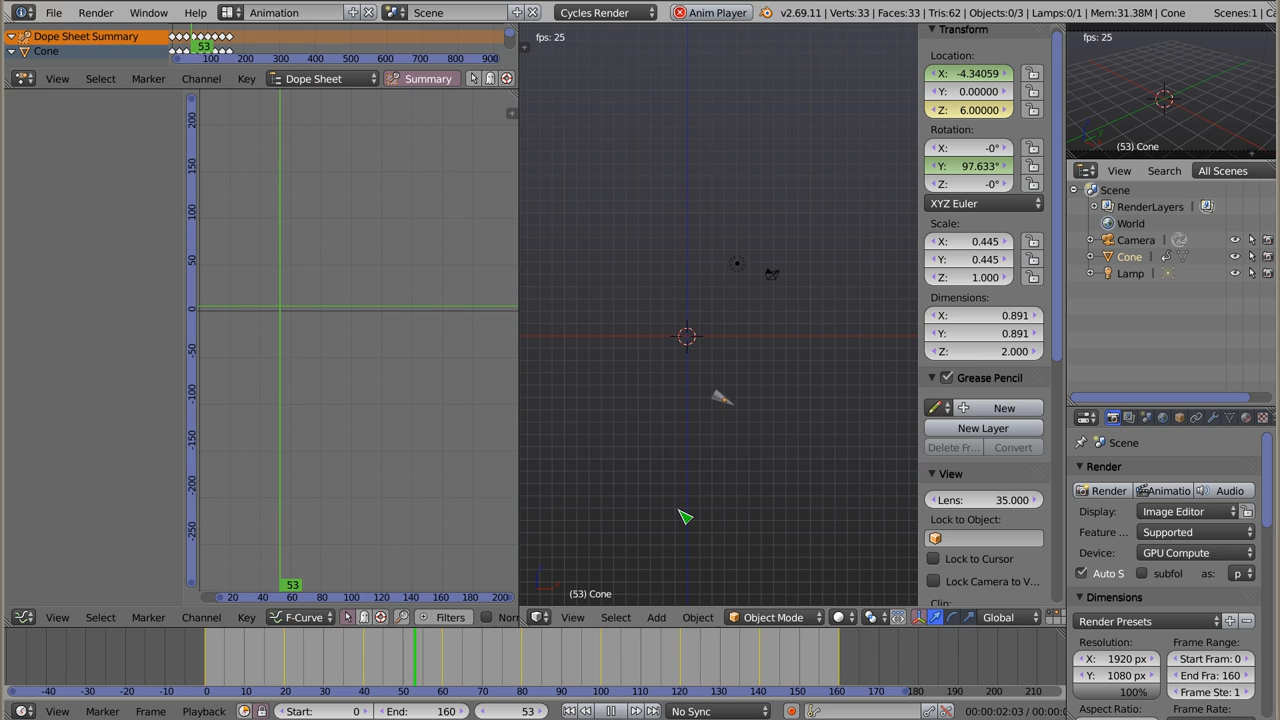 File Render Window Help Animation Scene Cycles Render Anim Player v2.69.11 | Verts:33 | Faces:33 | Tris:62 | Objects:0/3 | Lamps:0/1 | Mem:31.38M | Cone Scenes:1 | Ca
Dope Sheet Summary
Cone
53
100 200 300 400 500 600 700 800 900
View Select Marker Channel Key Dope Sheet Summary
200
150
100
50
0
-50
-100
-150
-200
-250
53
20 40 60 80 100 120 140 160 180 200
View Select Marker Channel Key F-Curve Filters Norr
fps: 25
(53) Cone
View Select Add Object Object Mode Global
Transform
Location:
X: -4.34059
Y: 0.00000
Z: 6.00000
Rotation:
X: -0°
Y: 97.633°
Z: -0°
XYZ Euler
Scale:
X: 0.445
Y: 0.445
Z: 1.000
Dimensions:
X: 0.891
Y: 0.891
Z: 2.000
Grease Pencil
New
New Layer
Delete Fr... Convert
View
Lens: 35.000
Lock to Object:
Lock to Cursor
Lock Camera to V...
Clip:
fps: 25
(53) Cone
View Search All Scenes
Scene
RenderLayers
World
Camera
Cone
Lamp
Scene
Render
Render Animatio Audio
Display: Image Editor
Feature ... Supported
Device: GPU Compute
Auto S subfol as: p
Dimensions
Render Presets
Resolution: Frame Range:
X: 1920 px Start Fram: 0
Y: 1080 px End Fra: 160
100% Frame Ste: 1
Aspect Ratio: Frame Rate:
-40 -30 -20 -10 0 10 20 30 40 50 60 70 80 90 100 110 120 130 140 150 160 170 180 190 200 210
View Marker Frame Playback Start: 0 End: 160 53 No Sync 00:00:02:03 / 00:00